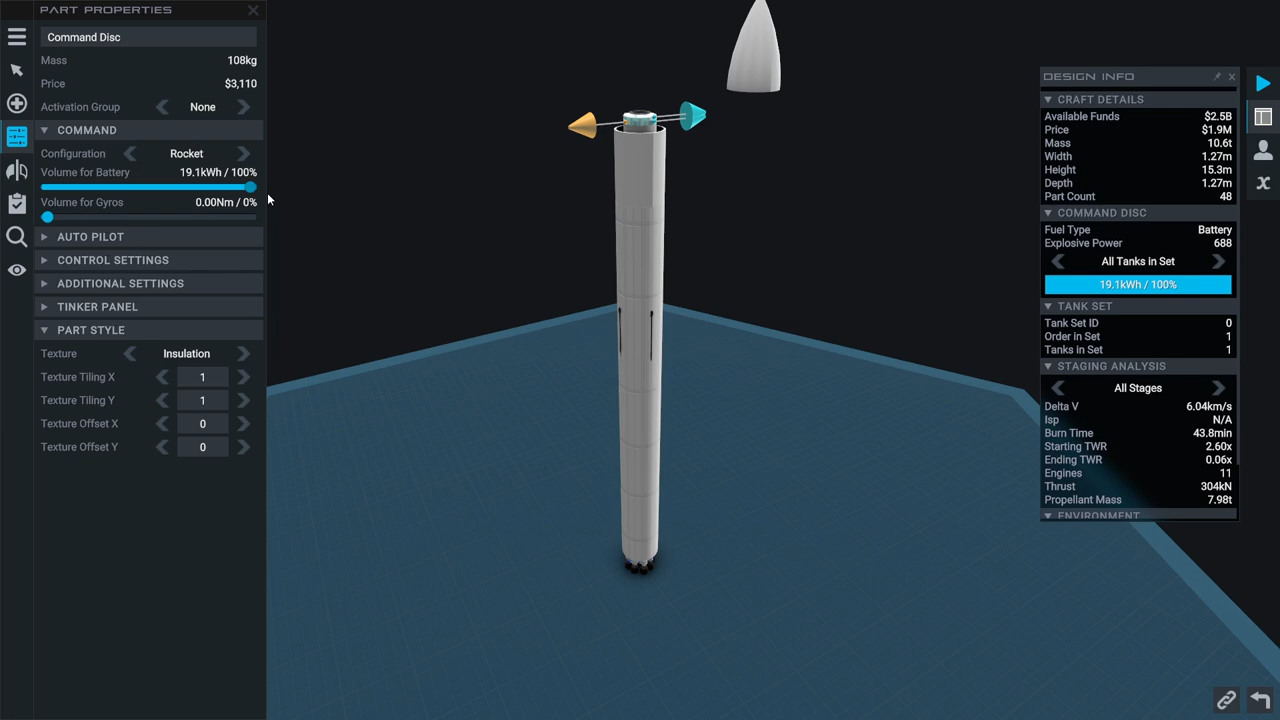 PART PROPERTIES
Command Disc
Mass 108kg
Price $3,110
Activation Group None
COMMAND
Configuration Rocket
Volume for Battery 19.1kWh / 100%
Volume for Gyros 0.00Nm / 0%
AUTO PILOT
CONTROL SETTINGS
ADDITIONAL SETTINGS
TINKER PANEL
PART STYLE
Texture Insulation
Texture Tiling X 1
Texture Tiling Y 1
Texture Offset X 0
Texture Offset Y 0
DESIGN INFO
CRAFT DETAILS
Available Funds $2.5B
Price $1.9M
Mass 10.6t
Width 1.27m
Height 15.3m
Depth 1.27m
Part Count 48
COMMAND DISC
Fuel Type Battery
Explosive Power 688
All Tanks in Set
19.1kWh / 100%
TANK SET
Tank Set ID 0
Order in Set 1
Tanks in Set 1
STAGING ANALYSIS
All Stages
Delta V 6.04km/s
Isp N/A
Burn Time 43.8min
Starting TWR 2.60x
Ending TWR 0.06x
Engines 11
Thrust 304kN
Propellant Mass 7.98t
ENVIRONMENT